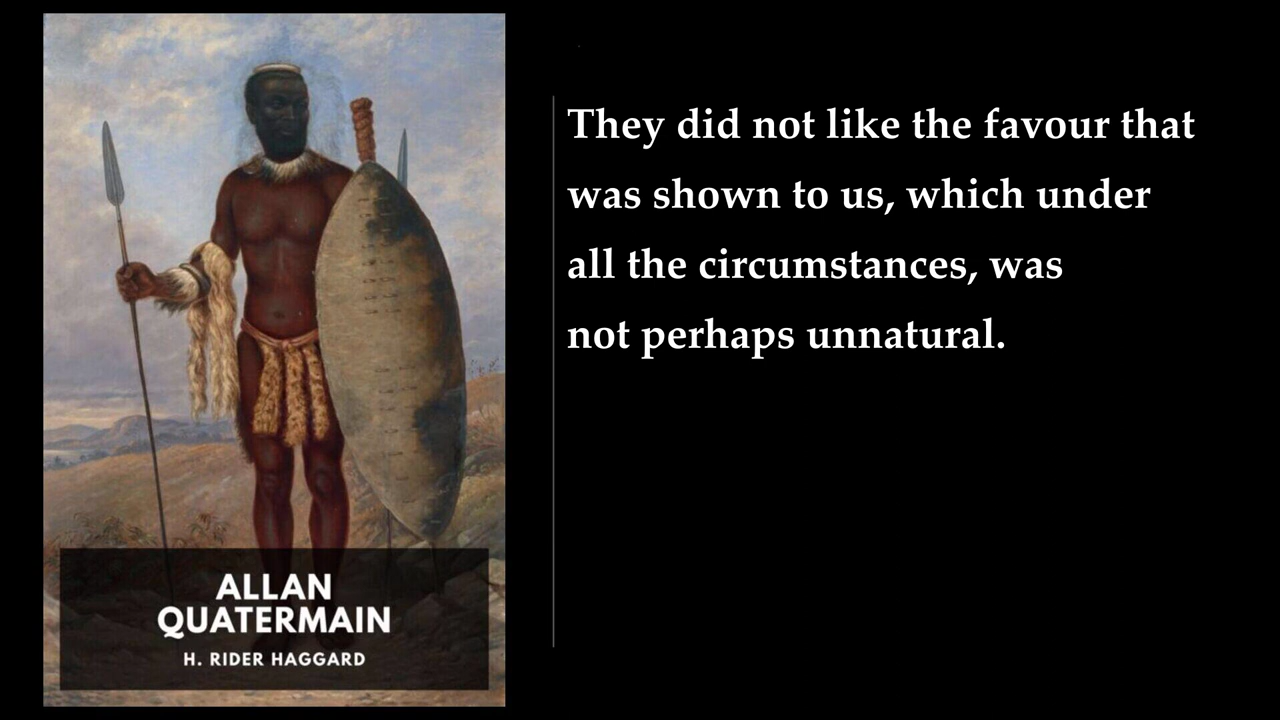 They did not like the favour that
was shown to us, which under
all the circumstances, was
not perhaps unnatural.
ALLAN
QUATERMAIN
H. RIDER HAGGARD